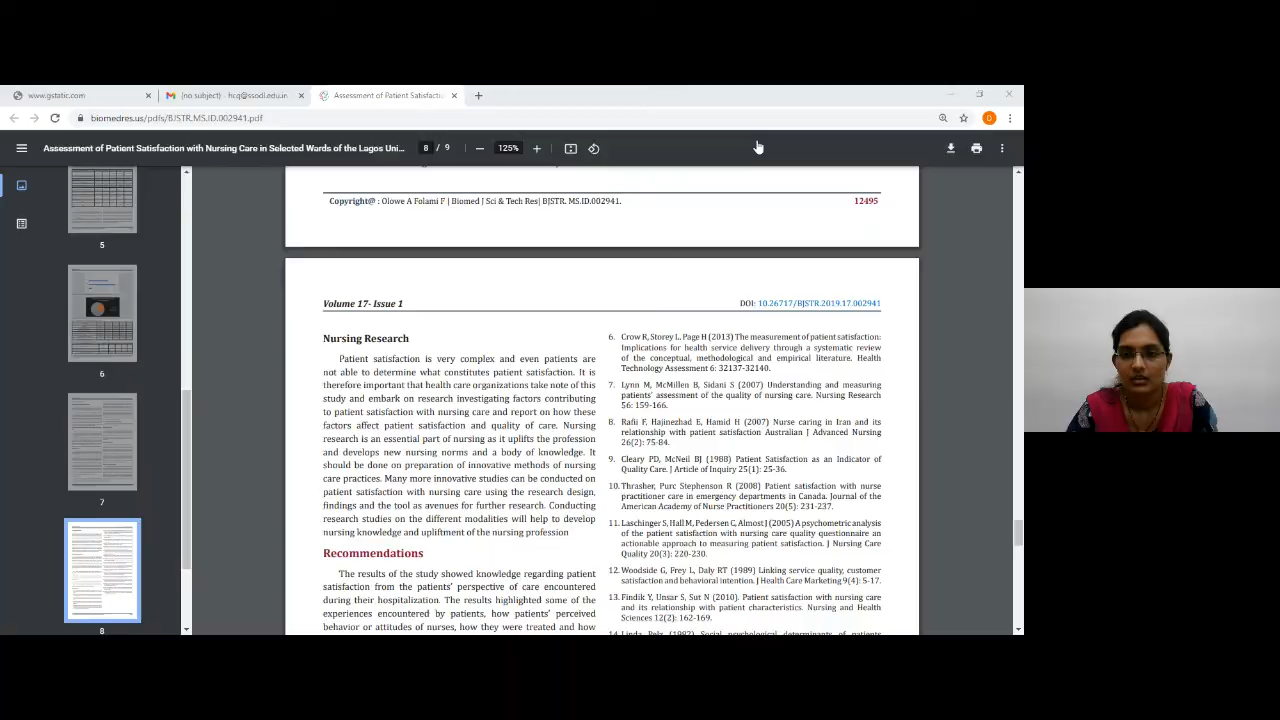 www.gstatic.com
(no subject) - hcq@ssodl.edu.in
Assessment of Patient Satisfactio
biomedres.us/pdfs/BJSTR.MS.ID.002941.pdf
D
Assessment of Patient Satisfaction with Nursing Care in Selected Wards of the Lagos Uni...
8 / 9
125%
5
6
7
8
Copyright@ : Olowe A Folami F | Biomed J Sci & Tech Res| BJSTR. MS.ID.002941.
12495
Volume 17- Issue 1
DOI: 10.26717/BJSTR.2019.17.002941
Nursing Research
Patient satisfaction is very complex and even patients are
not able to determine what constitutes patient satisfaction. It is
therefore important that health care organizations take note of this
study and embark on research investigating factors contributing
to patient satisfaction with nursing care and report on how these
factors affect patient satisfaction and quality of care. Nursing
research is an essential part of nursing as it uplifts the profession
and develops new nursing norms and a body of knowledge. It
should be done on preparation of innovative methods of nursing
care practices. Many more innovative studies can be conducted on
patient satisfaction with nursing care using the research design,
findings and the tool as avenues for further research. Conducting
research studies on the different modalities will help to develop
nursing knowledge and upliftment of the nursing profession
Recommendations
The results of the study showed knowledge regarding patient
satisfaction from the patients' perspective of care encountered
during their hospitalization. The results highlighted some of the
experiences encountered by patients, how patients' perceived
behavior or attitudes of nurses, how they were treated and how
6. Crow R, Storey L, Page H (2013) The measurement of patient satisfaction:
Implications for health service delivery through a systematic review
of the conceptual, methodological and empirical literature. Health
Technology Assessment 6: 32137-32140.
7. Lynn M, McMillen B, Sidani S (2007) Understanding and measuring
patients' assessment of the quality of nursing care. Nursing Research
56: 159-166.
8. Rafii F, Hajinezhad E, Hamid H (2007) Nurse caring in Iran and its
relationship with patient satisfaction Australian J Advanced Nursing
26(2): 75-84.
9. Cleary PD, McNeil BJ (1988) Patient Satisfaction as an Indicator of
Quality Care. J Article of Inquiry 25(1): 25-36.
10. Thrasher, Purc Stephenson R (2008) Patient satisfaction with nurse
practitioner care in emergency departments in Canada. Journal of the
American Academy of Nurse Practitioners 20(5): 231-237.
11. Laschinger S, Hall M, Pedersen C, Almost J (2005) A psychometric analysis
of the patient satisfaction with nursing care quality questionnaire an
actionable approach to measuring patient satisfaction. J Nursing Care
Quality 20(3): 220-230.
12. Woodside G, Frey L, Daly RT (1989) Linking service quality, customer
satisfaction and behavioral intention. J Health Care Marketing 9(4): 5-17.
13. Findik Y, Unsar S, Sut N (2010). Patient satisfaction with nursing care
and its relationship with patient characteristics. Nursing and Health
Sciences 12(2): 162-169.
14. Linda Pelz (1982) Social psychological determinants of patients